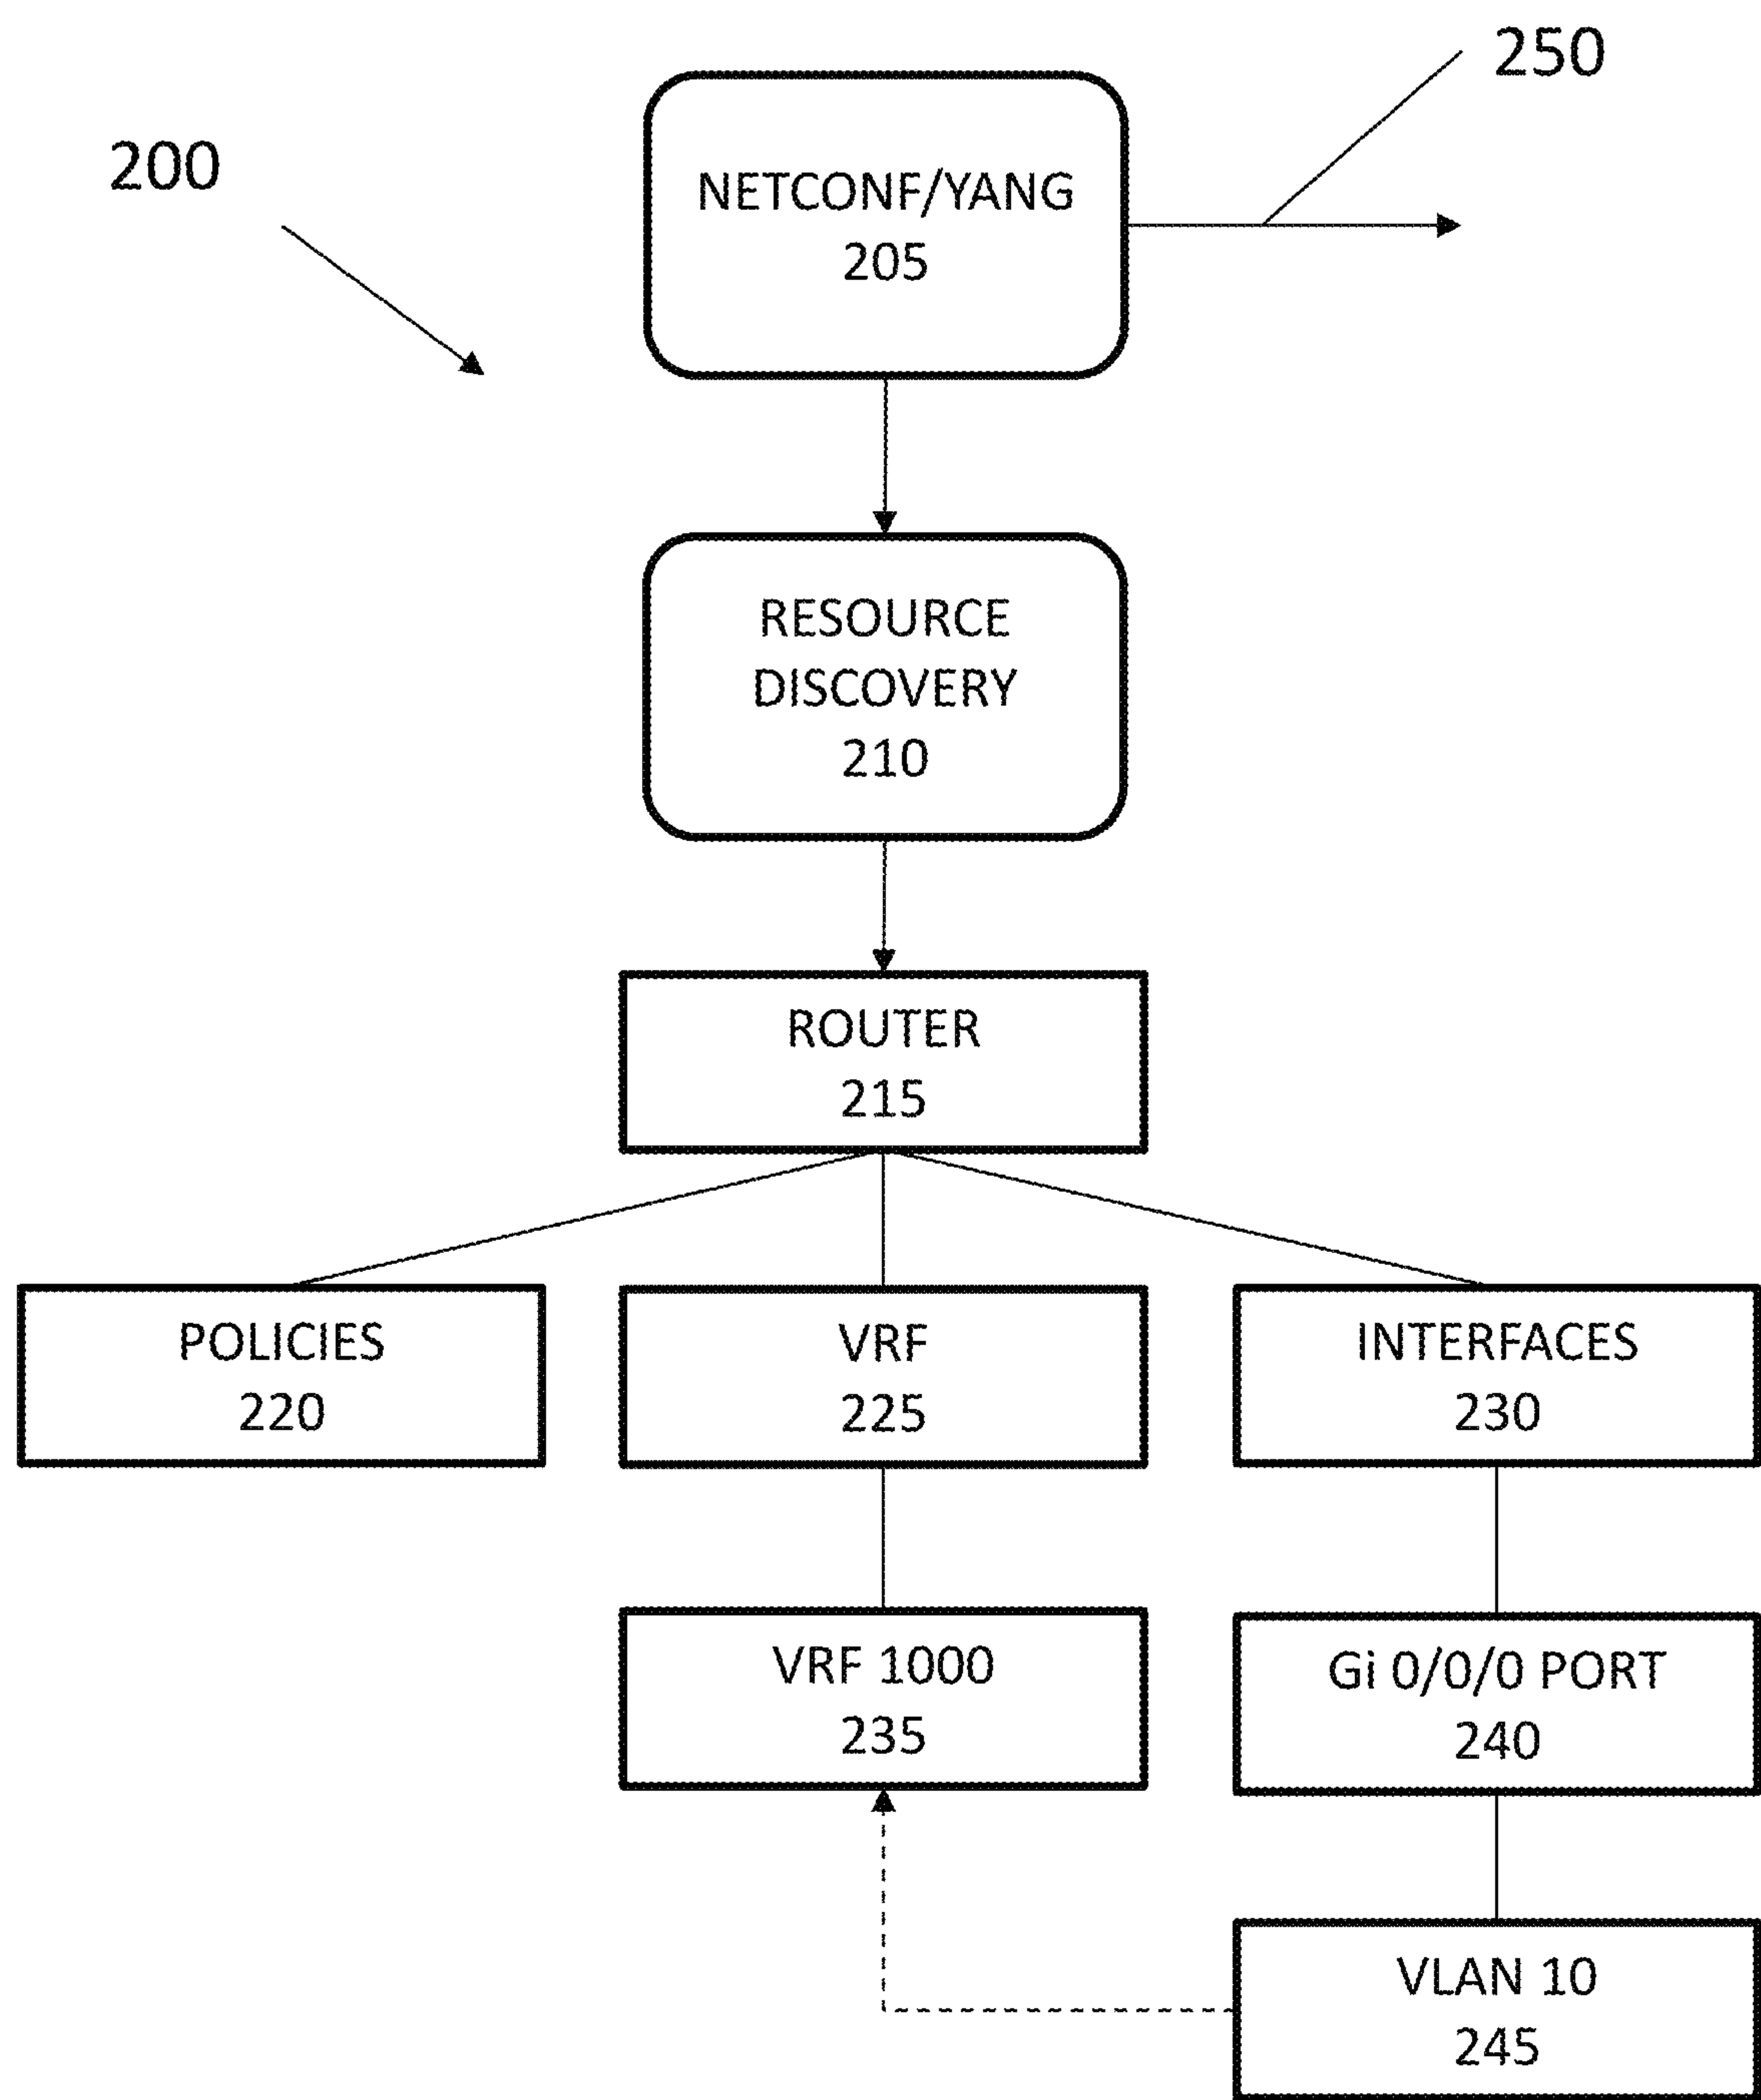 250
200
NETCONF/YANG
205
RESOURCE
DISCOVERY
210
ROUTER
215
POLICIES
220
VRF
225
INTERFACES
230
VRF 1000
235
Gi 0/0/0 PORT
240
VLAN 10
245